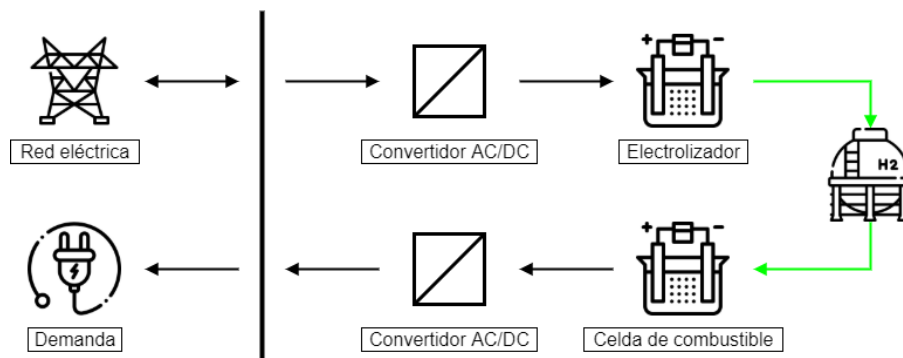 + −
Red eléctrica
Convertidor AC/DC
Electrolizador
H2
+ −
Demanda
Convertidor AC/DC
Celda de combustible